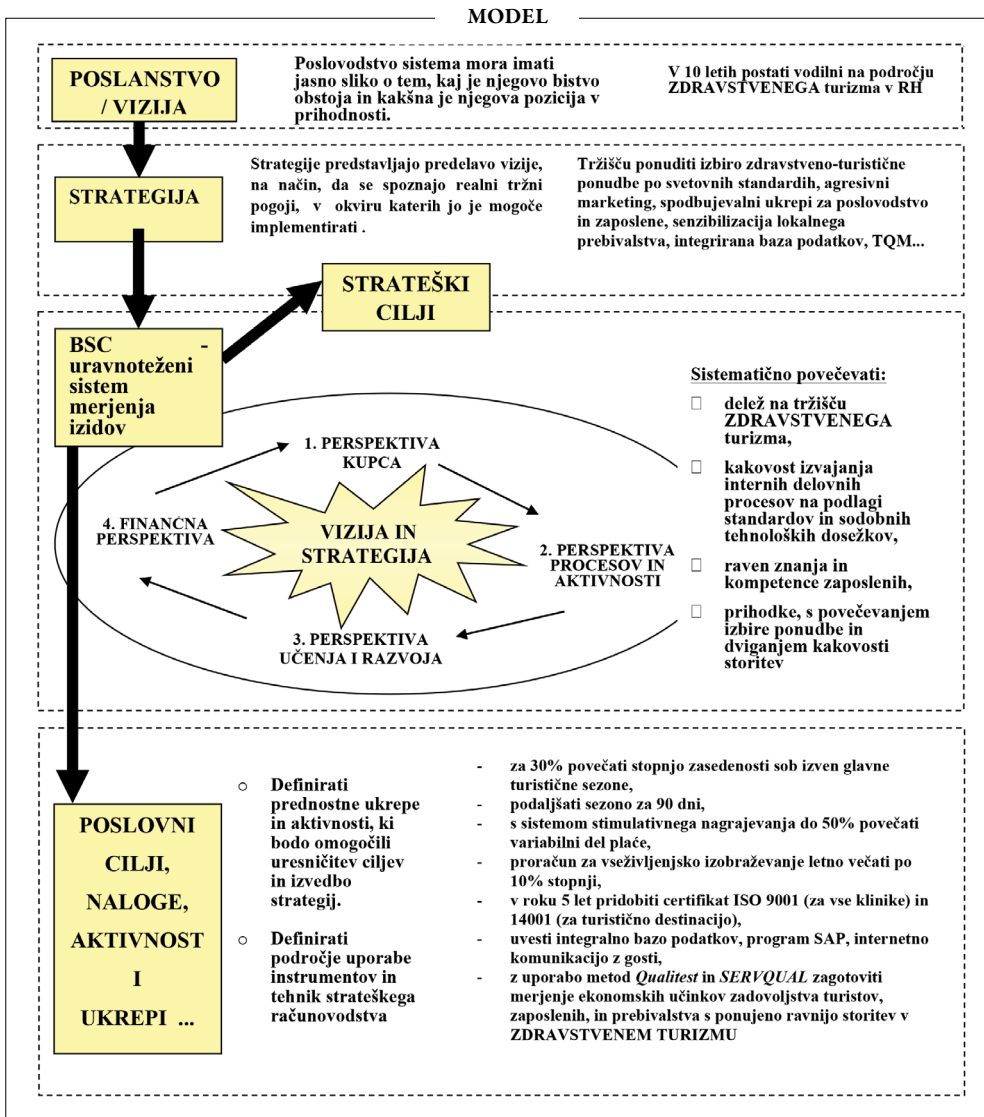 MODEL
POSLANSTVO
/ VIZIJA
Poslovodstvo sistema mora imati
jasno sliko o tem, kaj je njegovo bistvo
obstoja in kakšna je njegova pozicija v
prihodnosti.
V 10 letih postati vodilni na področju
ZDRAVSTVENEGA turizma v RH
STRATEGIJA
Strategije predstavljajo predelavo vizije,
na način, da se spoznajo realni tržni
pogoji, v okviru katerih jo je mogoče
implementirati .
Tržišču ponuditi izbiro zdravstveno-turistične
ponudbe po svetovnih standardih, agresivni
marketing, spodbujevalni ukrepi za poslovodstvo
in zaposlene, senzibilizacija lokalnega
prebivalstva, integrirana baza podatkov, TQM...
STRATEŠKI
CILJI
BSC -
uravnoteženi
sistem
merjenja
izidov
1. PERSPEKTIVA
KUPCA
4. FINANČNA
PERSPEKTIVA
VIZIJA IN
STRATEGIJA
2. PERSPEKTIVA
PROCESOV IN
AKTIVNOSTI
3. PERSPEKTIVA
UČENJA I RAZVOJA
Sistematično povečevati:
□ delež na tržišču
ZDRAVSTVENEGA
turizma,
□ kakovost izvajanja
internih delovnih
procesov na podlagi
standardov in sodobnih
tehnoloških dosežkov,
□ raven znanja in
kompetence zaposlenih,
□ prihodke, s povečevanjem
izbire ponudbe in
dviganjem kakovosti
storitev
POSLOVNI
CILJI,
NALOGE,
AKTIVNOST
I
UKREPI ...
○ Definirati
prednostne ukrepe
in aktivnosti, ki
bodo omogočili
uresničitev ciljev
in izvedbo
strategij.
○ Definirati
področje uporabe
instrumentov in
tehnik strateškega
računovodstva
- za 30% povečati stopnjo zasedenosti sob izven glavne
turistične sezone,
- podaljšati sezono za 90 dni,
- s sistemom stimulativnega nagrajevanja do 50% povečati
variabilni del plaće,
- proračun za vseživljenjsko izobraževanje letno večati po
10% stopnji,
- v roku 5 let pridobiti certifikat ISO 9001 (za vse klinike) in
14001 (za turistično destinacijo),
- uvesti integralno bazo podatkov, program SAP, internetno
komunikacijo z gosti,
- z uporabo metod Qualitest in SERVQUAL zagotoviti
merjenje ekonomskih učinkov zadovoljstva turistov,
zaposlenih, in prebivalstva s ponujeno ravnijo storitev v
ZDRAVSTVENEM TURIZMU